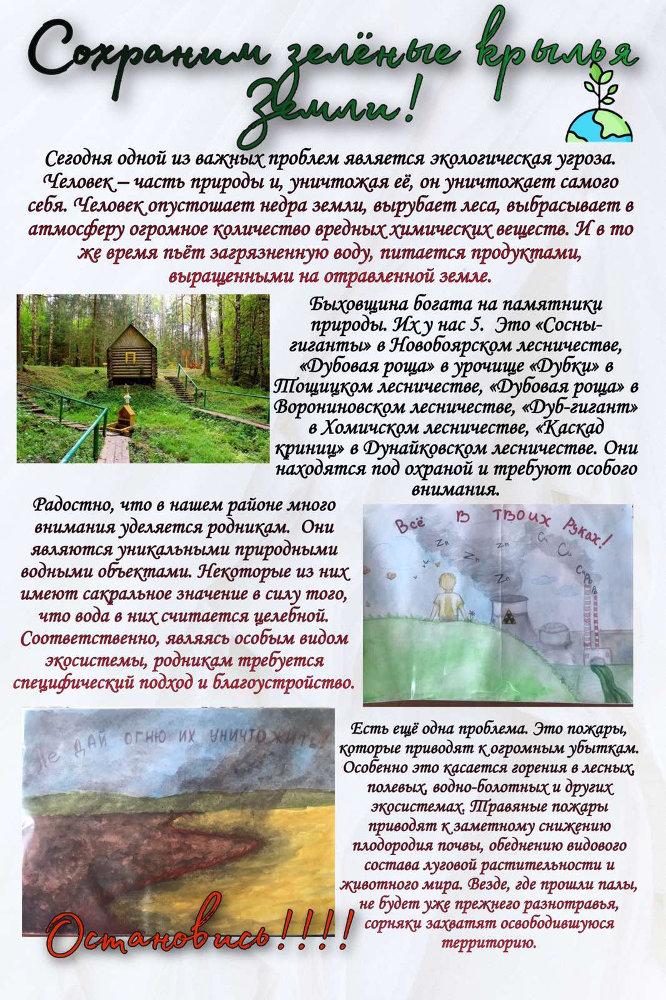 Сохраним зелёные крылья
Земли!
Сегодня одной из важных проблем является экологическая угроза.
Человек – часть природы и, уничтожая её, он уничтожает самого
себя. Человек опустошает недра земли, вырубает леса, выбрасывает в
атмосферу огромное количество вредных химических веществ. И в то
же время пьёт загрязненную воду, питается продуктами,
выращенными на отравленной земле.
Быховщина богата на памятники
природы. Их у нас 5. Это «Сосны-
гиганты» в Новобоярском лесничестве,
«Дубовая роща» в урочище «Дубки» в
Тощицком лесничестве, «Дубовая роща» в
Ворониновском лесничестве, «Дуб-гигант»
в Хомичском лесничестве, «Каскад
криниц» в Дунайковском лесничестве. Они
находятся под охраной и требуют особого
внимания.
Радостно, что в нашем районе много
внимания уделяется родникам. Они
являются уникальными природными
водными объектами. Некоторые из них
имеют сакральное значение в силу того,
что вода в них считается целебной.
Соответственно, являясь особым видом
экосистемы, родникам требуется
специфический подход и благоустройство.
Всё в твоих руках!
Zn Zn Zn Zn
Cu Cu Cu
Pb Pb
Не дай огню их уничтожить!
Есть ещё одна проблема. Это пожары,
которые приводят к огромным убыткам.
Особенно это касается горения в лесных,
полевых, водно-болотных и других
экосистемах. Травяные пожары
приводят к заметному снижению
плодородия почвы, обеднению видового
состава луговой растительности и
животного мира. Везде, где прошли палы,
не будет уже прежнего разнотравья,
сорняки захватят освободившуюся
территорию.
Остановись!!!!